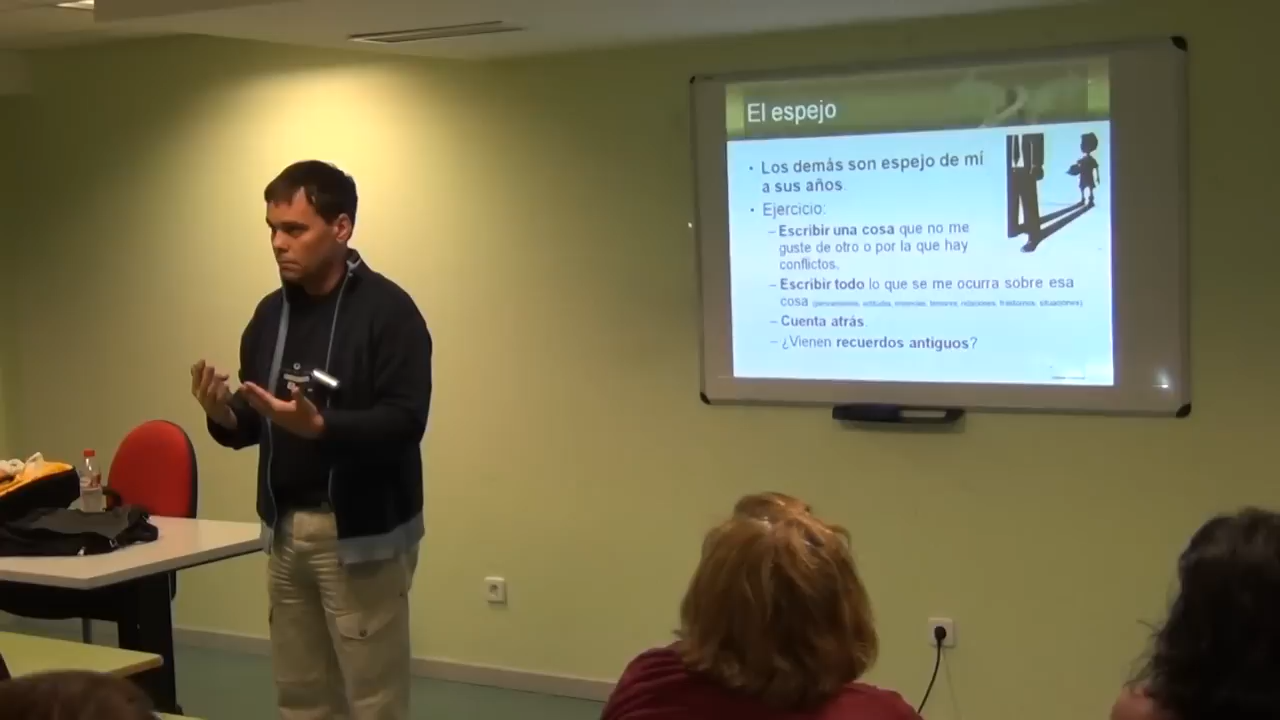 El espejo
• Los demás son espejo de mí
a sus años.
• Ejercicio:
– Escribir una cosa que no me
guste de otro o por la que hay
conflictos.
– Escribir todo lo que se me ocurra sobre esa
cosa
– Cuenta atrás.
– ¿Vienen recuerdos antiguos?